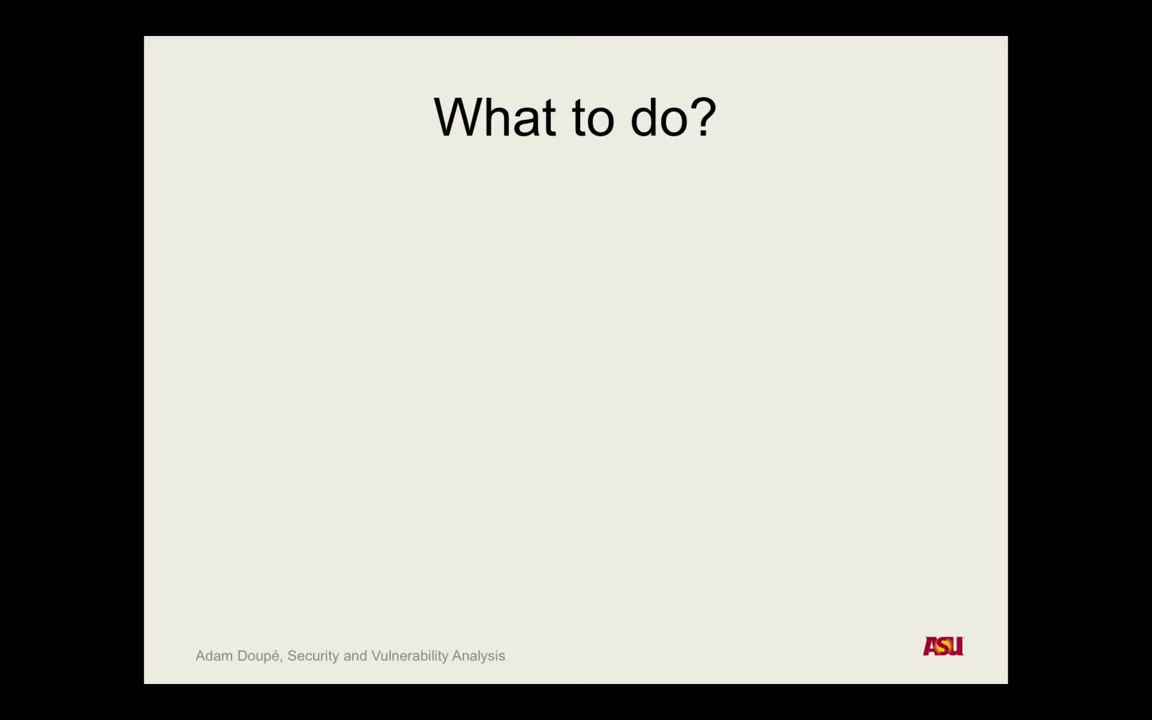 What to do?
Adam Doupé, Security and Vulnerability Analysis
ASU